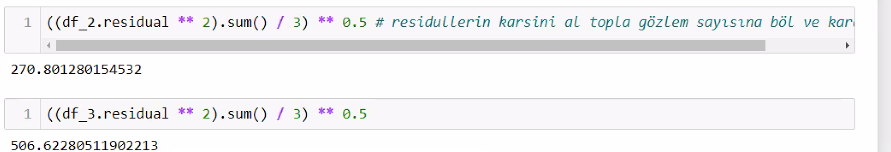 1 ((df_2.residual ** 2).sum() / 3) ** 0.5 # residullerin karsini al topla gözlem sayısına böl ve
270.801280154532
1 ((df_3.residual ** 2).sum() / 3) ** 0.5
506.62280511902213